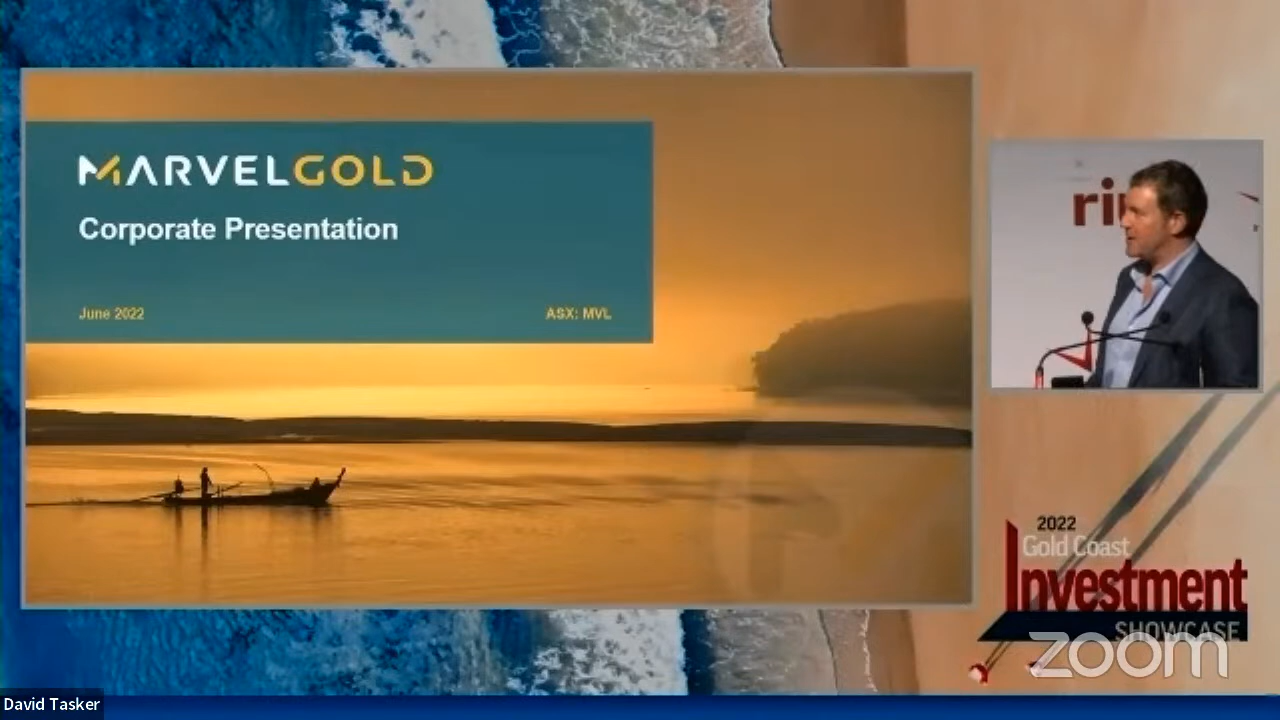 MARVELGOLD
Corporate Presentation
June 2022
ASX: MVL
2022
Gold Coast
Investment
SHOWCASE
zoom
David Tasker